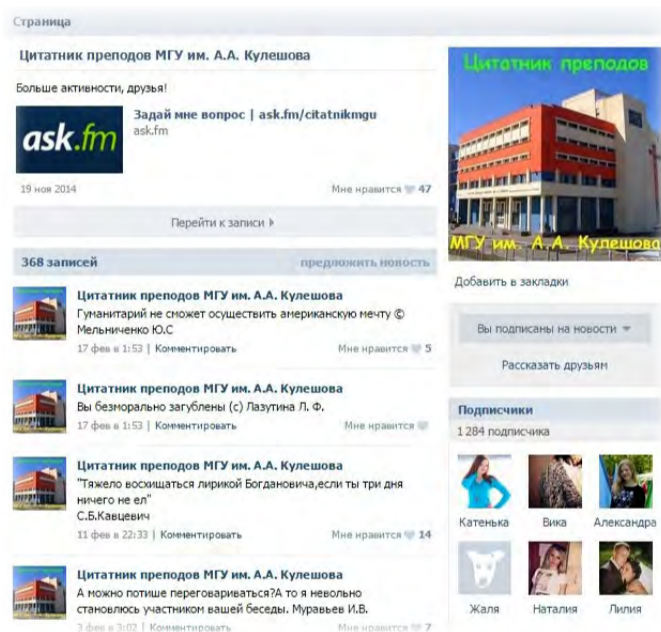 Страница
Цитатник преподов МГУ им. А.А. Кулешова
Больше активности, друзья!
ask.fm
Задай мне вопрос | ask.fm/citatnikmgu
ask.fm
19 ноя 2014
Мне нравится 47
Перейти к записи
368 записей
предложить новость
Цитатник преподов МГУ им. А.А. Кулешова
Гуманитарий не сможет осуществить американскую мечту ©
Мельниченко Ю.С
17 фев в 1:53 | Комментировать
Мне нравится 5
Цитатник преподов МГУ им. А.А. Кулешова
Вы безморально загублены (с) Лазутина Л. Ф.
17 фев в 1:53 | Комментировать
Мне нравится
Цитатник преподов МГУ им. А.А. Кулешова
"Тяжело восхищаться лирикой Богдановича,если ты три дня
ничего не ел"
С.Б.Кавцевич
11 фев в 22:33 | Комментировать
Мне нравится 14
Цитатник преподов МГУ им. А.А. Кулешова
А можно потише переговариваться?А то я невольно
становлюсь участником вашей беседы. Муравьев И.В.
3 фев в 3:02 | Комментировать
Мне нравится 7
Цитатник преподов
МГУ им. А.А. Кулешова
Добавить в закладки
Вы подписаны на новости
Рассказать друзьям
Подписчики
1 284 подписчика
Катенька
Вика
Александра
Жаля
Наталия
Лилия